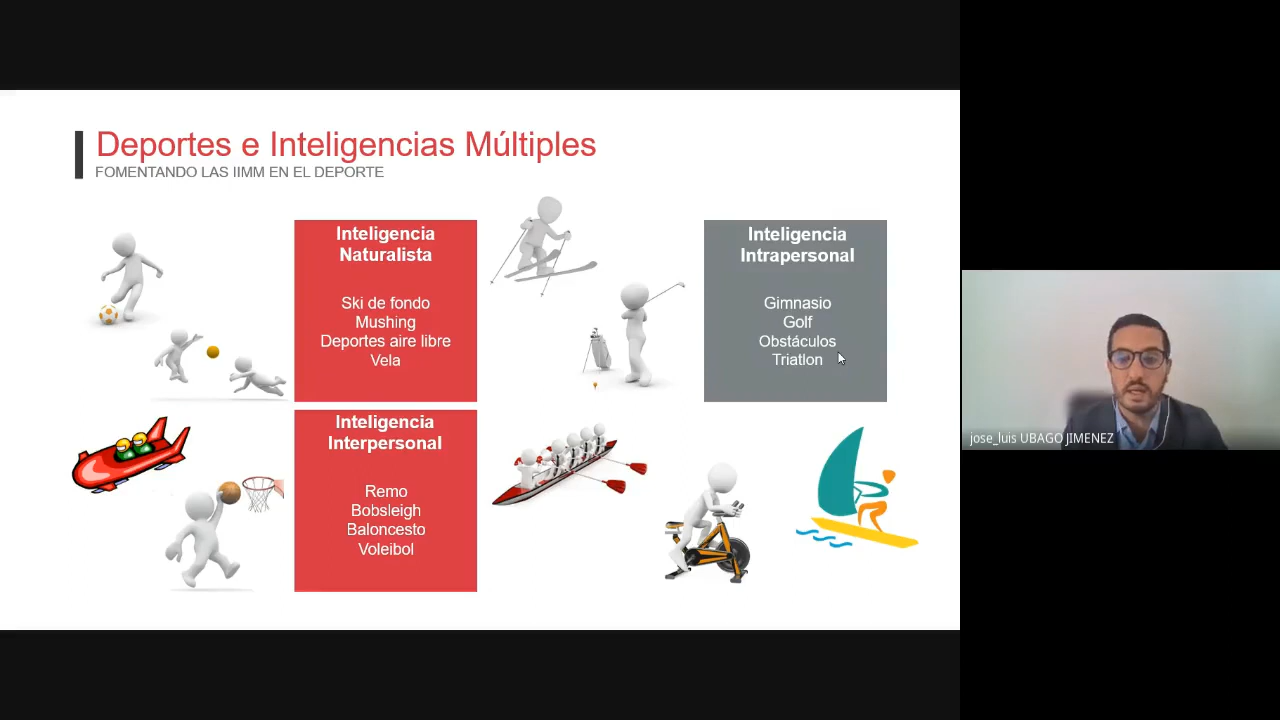 Deportes e Inteligencias Múltiples
FOMENTANDO LAS IIMM EN EL DEPORTE
Inteligencia
Naturalista
Ski de fondo
Mushing
Deportes aire libre
Vela
Inteligencia
Intrapersonal
Gimnasio
Golf
Obstáculos
Triatlon
Inteligencia
Interpersonal
Remo
Bobsleigh
Baloncesto
Voleibol
jose_luis UBAGO JIMENEZ